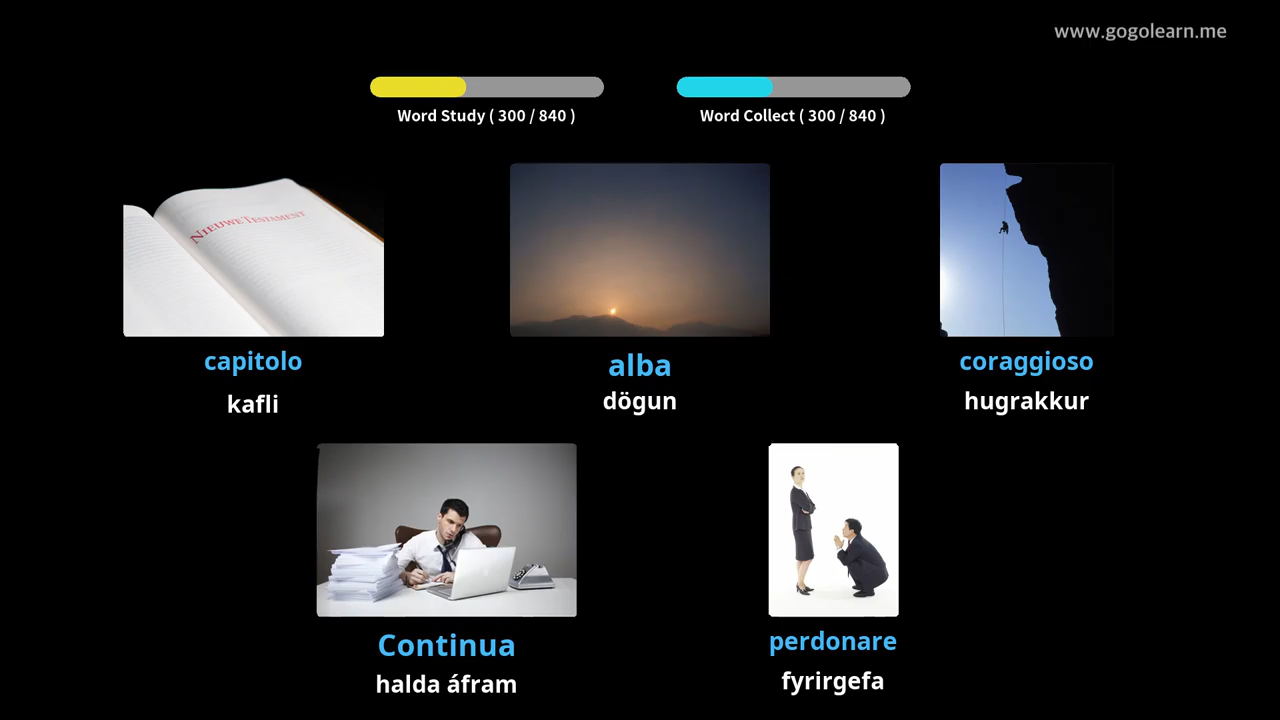 www.gogolearn.me
Word Study ( 300 / 840 )
Word Collect ( 300 / 840 )
NIEUWE TESTAMENT
capitolo
kafli
alba
dögun
coraggioso
hugrakkur
Continua
halda áfram
perdonare
fyrirgefa